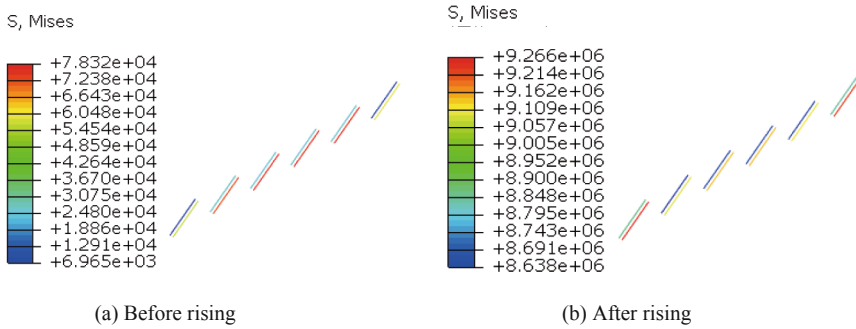 S, Mises
+7.832e+04
+7.238e+04
+6.643e+04
+6.048e+04
+5.454e+04
+4.859e+04
+4.264e+04
+3.670e+04
+3.075e+04
+2.480e+04
+1.886e+04
+1.291e+04
+6.965e+03
(a) Before rising
S, Mises
+9.266e+06
+9.214e+06
+9.162e+06
+9.109e+06
+9.057e+06
+9.005e+06
+8.952e+06
+8.900e+06
+8.848e+06
+8.795e+06
+8.743e+06
+8.691e+06
+8.638e+06
(b) After rising